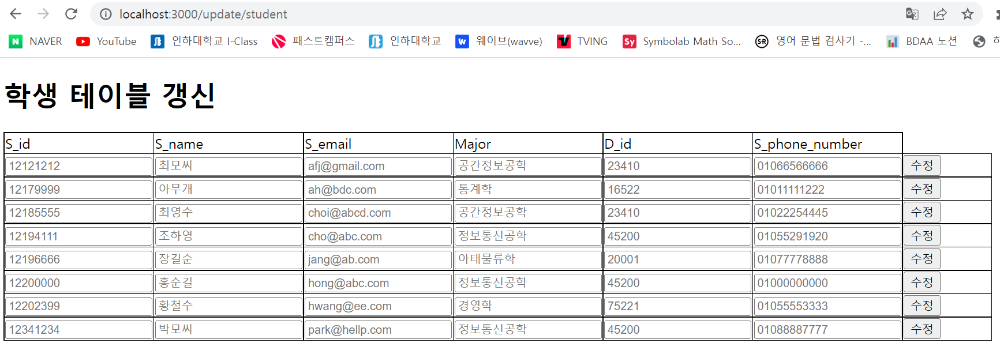 localhost:3000/update/student
NAVER YouTube 인하대학교 I-Class 패스트캠퍼스 인하대학교 웨이브(wavve) TVING Symbolab Math So... 영어 문법 검사기 -... BDAA 노션
학생 테이블 갱신
S_id S_name S_email Major D_id S_phone_number
12121212 최모씨 afj@gmail.com 공간정보공학 23410 01066566666 수정
12179999 아무개 ah@bdc.com 통계학 16522 01011111222 수정
12185555 최영수 choi@abcd.com 공간정보공학 23410 01022254445 수정
12194111 조하영 cho@abc.com 정보통신공학 45200 01055291920 수정
12196666 장길순 jang@ab.com 아태물류학 20001 01077778888 수정
12200000 홍순길 hong@abc.com 정보통신공학 45200 01000000000 수정
12202399 황철수 hwang@ee.com 경영학 75221 01055553333 수정
12341234 박모씨 park@hellp.com 정보통신공학 45200 01088887777 수정